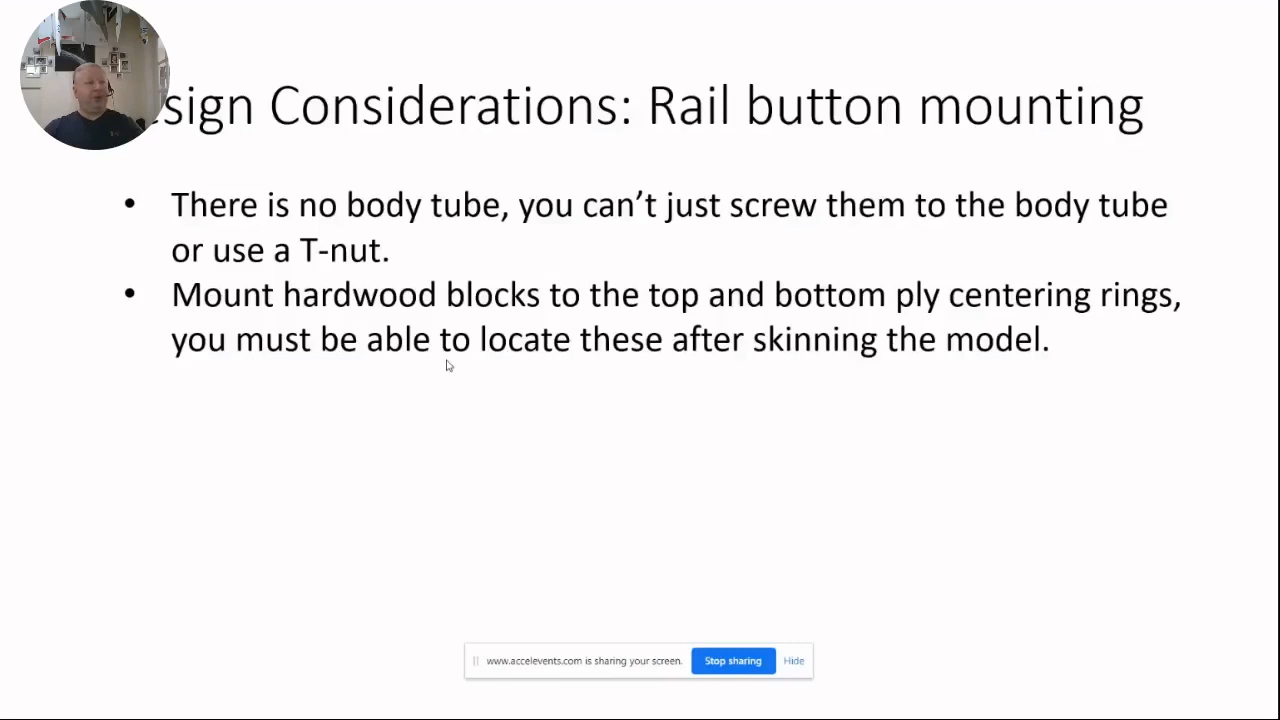 sign Considerations: Rail button mounting
• There is no body tube, you can't just screw them to the body tube
or use a T-nut.
• Mount hardwood blocks to the top and bottom ply centering rings,
you must be able to locate these after skinning the model.
www.accelevents.com is sharing your screen. Stop sharing Hide